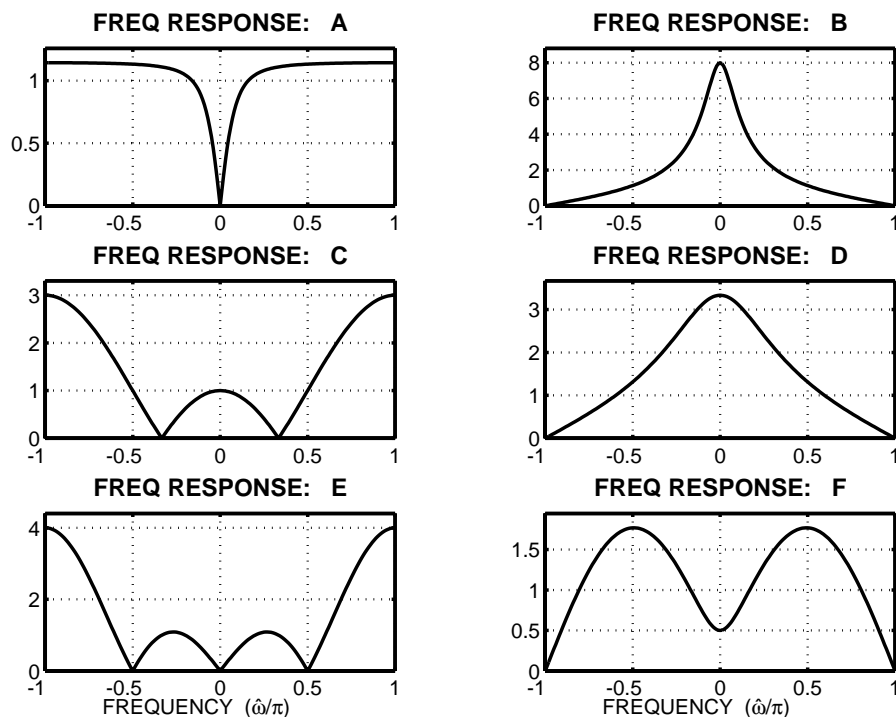 FREQ RESPONSE: A
1
0.5
0
-1 -0.5 0 0.5 1
FREQ RESPONSE: B
8
6
4
2
0
-1 -0.5 0 0.5 1
FREQ RESPONSE: C
3
2
1
0
-1 -0.5 0 0.5 1
FREQ RESPONSE: D
3
2
1
0
-1 -0.5 0 0.5 1
FREQ RESPONSE: E
4
2
0
-1 -0.5 0 0.5 1
FREQUENCY (ω̂/π)
FREQ RESPONSE: F
1.5
1
0.5
0
-1 -0.5 0 0.5 1
FREQUENCY (ω̂/π)